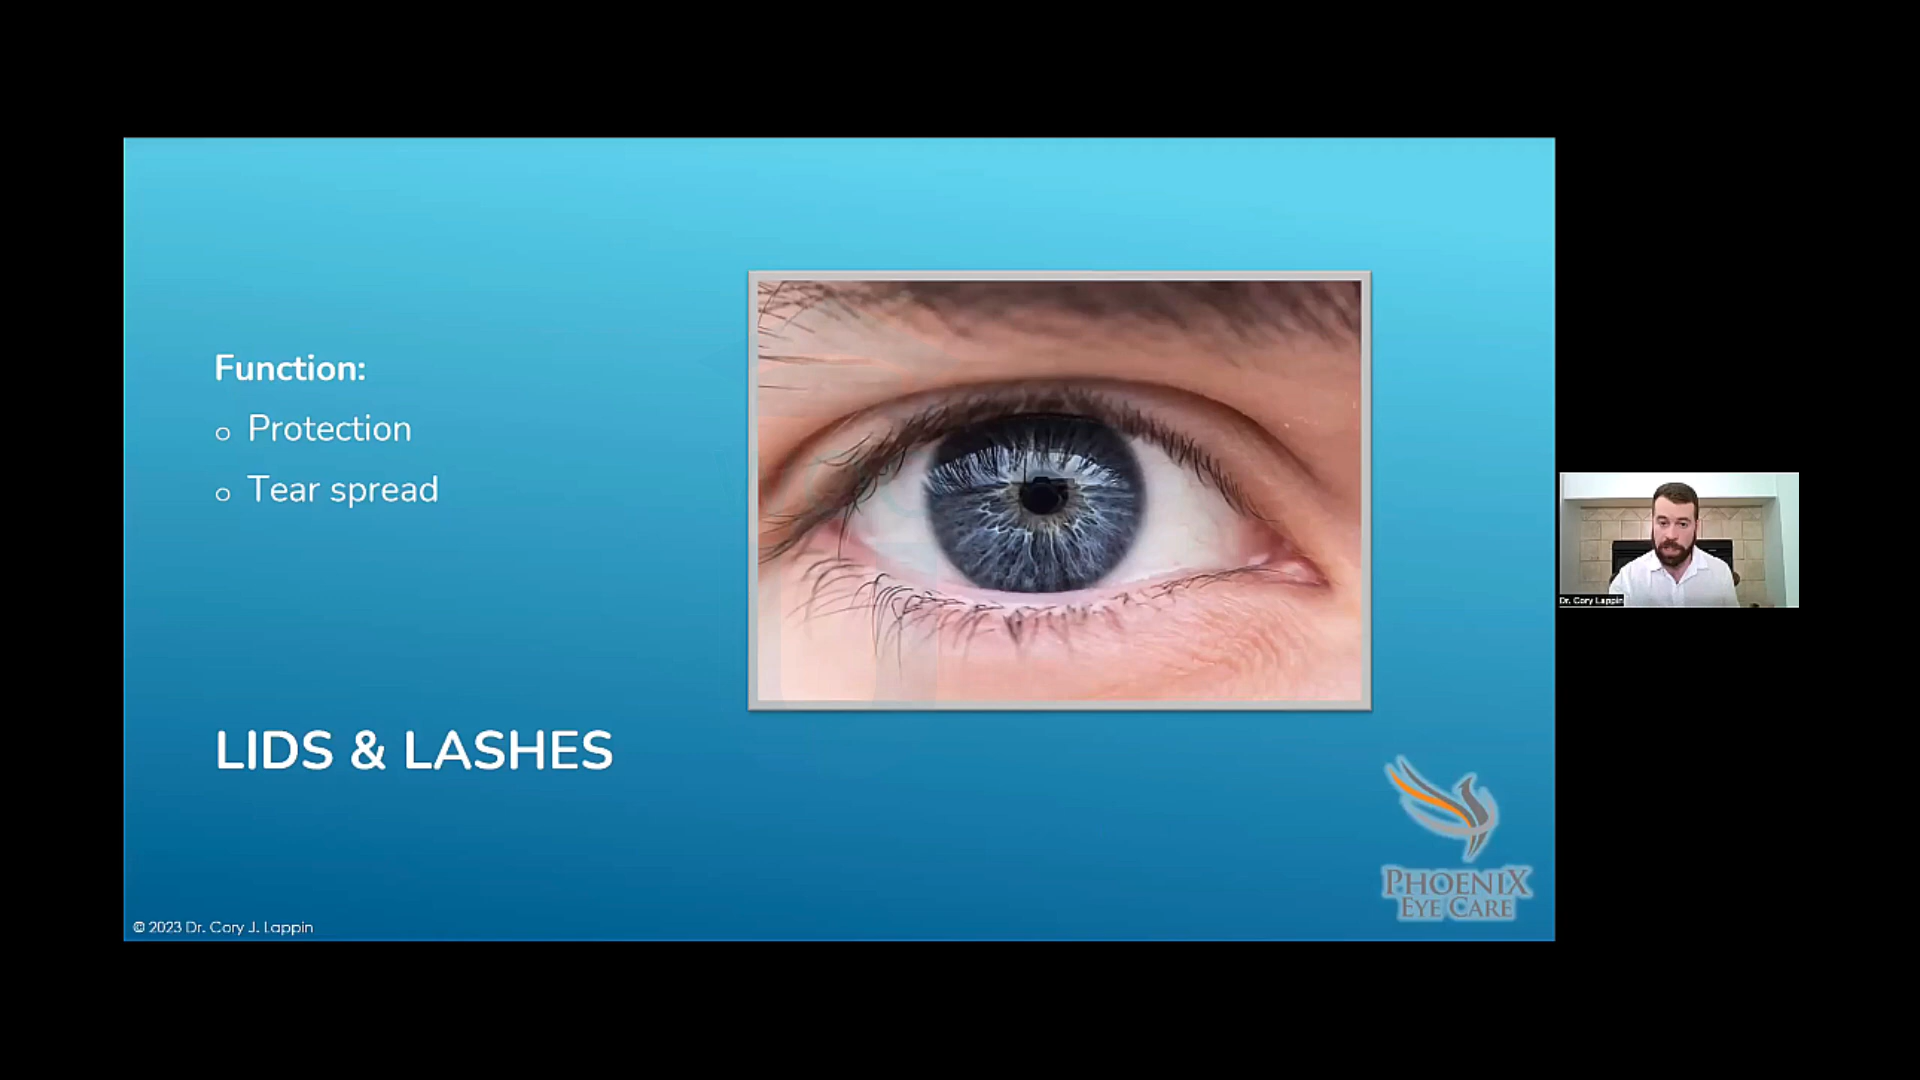 Function:
o Protection
o Tear spread
LIDS & LASHES
PHOENIX
EYE CARE
© 2023 Dr. Cory J. Lappin
Dr. Cory Lappin